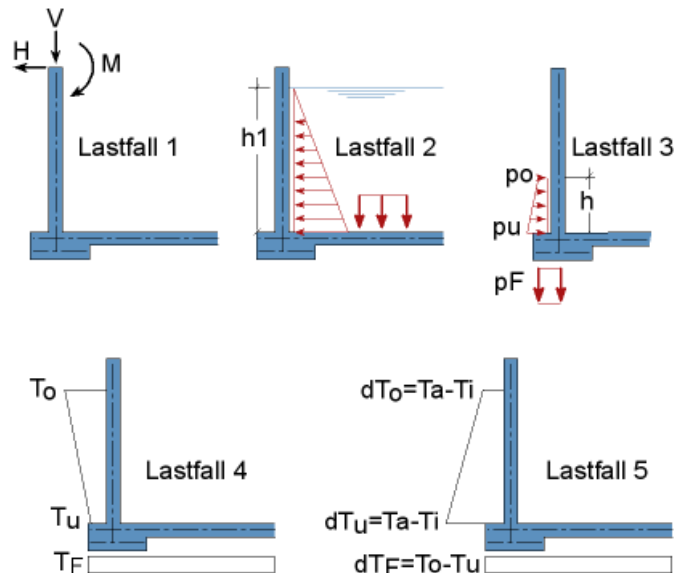 V
H
M
Lastfall 1
h1
Lastfall 2
Lastfall 3
po
h
pu
pF
To
Lastfall 4
Tu
TF
dTo=Ta-Ti
Lastfall 5
dTu=Ta-Ti
dTF=To-Tu